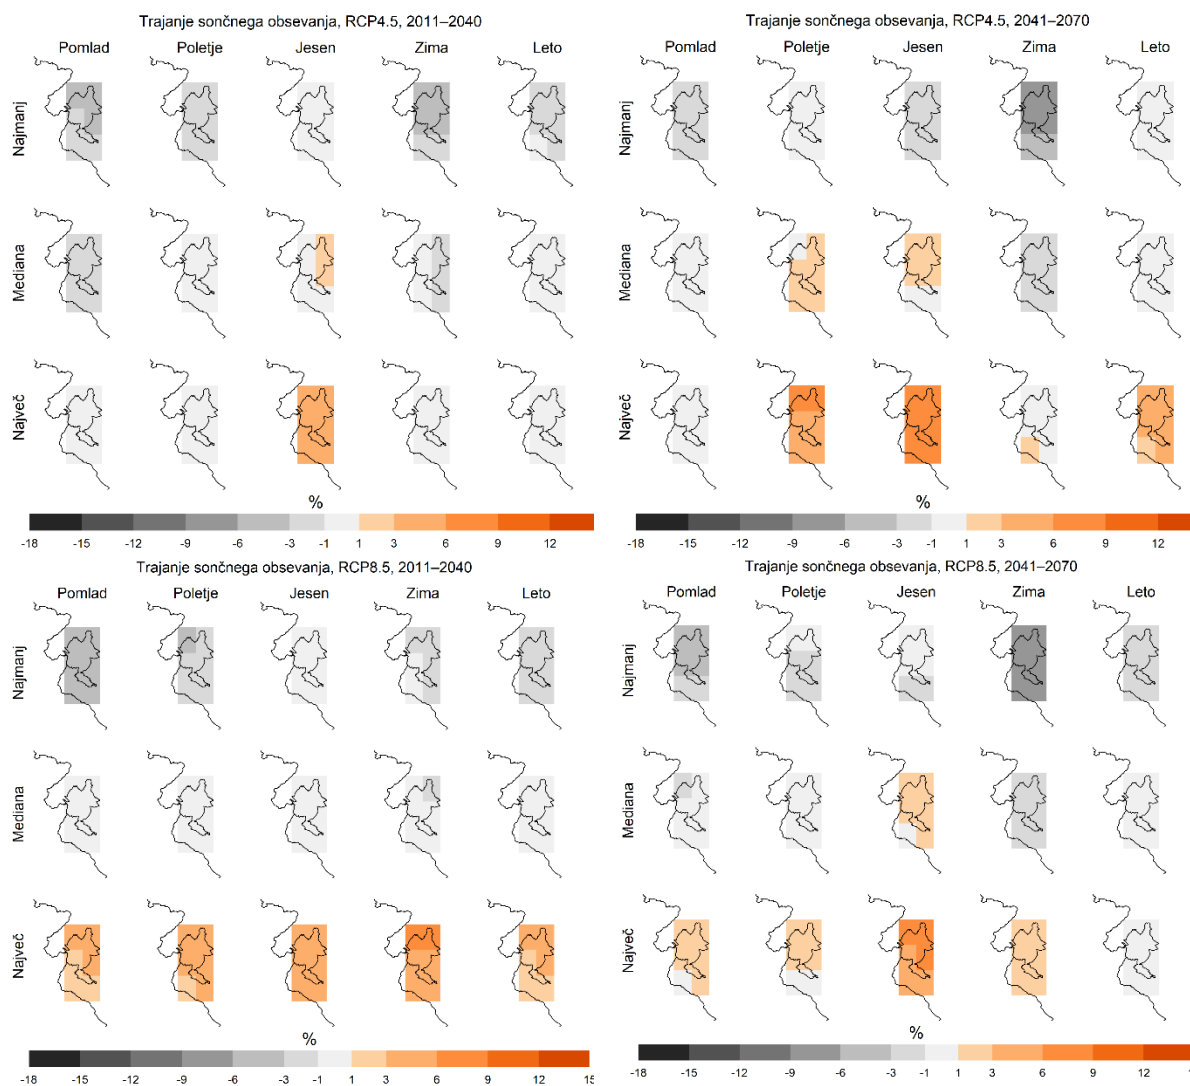 Trajanje sončnega obsevanja, RCP4.5, 2011–2040
Pomlad Poletje Jesen Zima Leto
Najmanj
Mediana
Največ
%
-18 -15 -12 -9 -6 -3 -1 1 3 6 9 12
Trajanje sončnega obsevanja, RCP4.5, 2041–2070
Pomlad Poletje Jesen Zima Leto
Najmanj
Mediana
Največ
%
-18 -15 -12 -9 -6 -3 -1 1 3 6 9 12
Trajanje sončnega obsevanja, RCP8.5, 2011–2040
Pomlad Poletje Jesen Zima Leto
Najmanj
Mediana
Največ
%
-18 -15 -12 -9 -6 -3 -1 1 3 6 9 12 15
Trajanje sončnega obsevanja, RCP8.5, 2041–2070
Pomlad Poletje Jesen Zima Leto
Najmanj
Mediana
Največ
%
-18 -15 -12 -9 -6 -3 -1 1 3 6 9 12